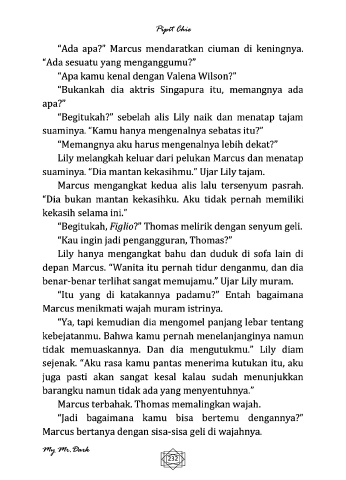 Pipit Chie
“Ada apa?” Marcus mendaratkan ciuman di keningnya.
“Ada sesuatu yang menganggumu?”
“Apa kamu kenal dengan Valena Wilson?”
“Bukankah dia aktris Singapura itu, memangnya ada
apa?”
“Begitukah?” sebelah alis Lily naik dan menatap tajam
suaminya. “Kamu hanya mengenalnya sebatas itu?”
“Memangnya aku harus mengenalnya lebih dekat?”
Lily melangkah keluar dari pelukan Marcus dan menatap
suaminya. “Dia mantan kekasihmu.” Ujar Lily tajam.
Marcus mengangkat kedua alis lalu tersenyum pasrah.
“Dia bukan mantan kekasihku. Aku tidak pernah memiliki
kekasih selama ini.”
“Begitukah, Figlio?” Thomas melirik dengan senyum geli.
“Kau ingin jadi pengangguran, Thomas?”
Lily hanya mengangkat bahu dan duduk di sofa lain di
depan Marcus. “Wanita itu pernah tidur denganmu, dan dia
benar-benar terlihat sangat memujamu.” Ujar Lily muram.
“Itu yang di katakannya padamu?” Entah bagaimana
Marcus menikmati wajah muram istrinya.
“Ya, tapi kemudian dia mengomel panjang lebar tentang
kebejatanmu. Bahwa kamu pernah menelanjanginya namun
tidak memuaskannya. Dan dia mengutukmu.” Lily diam
sejenak. “Aku rasa kamu pantas menerima kutukan itu, aku
juga pasti akan sangat kesal kalau sudah menunjukkan
barangku namun tidak ada yang menyentuhnya.”
Marcus terbahak. Thomas memalingkan wajah.
“Jadi bagaimana kamu bisa bertemu dengannya?”
Marcus bertanya dengan sisa-sisa geli di wajahnya.
My Mr.Dark
232